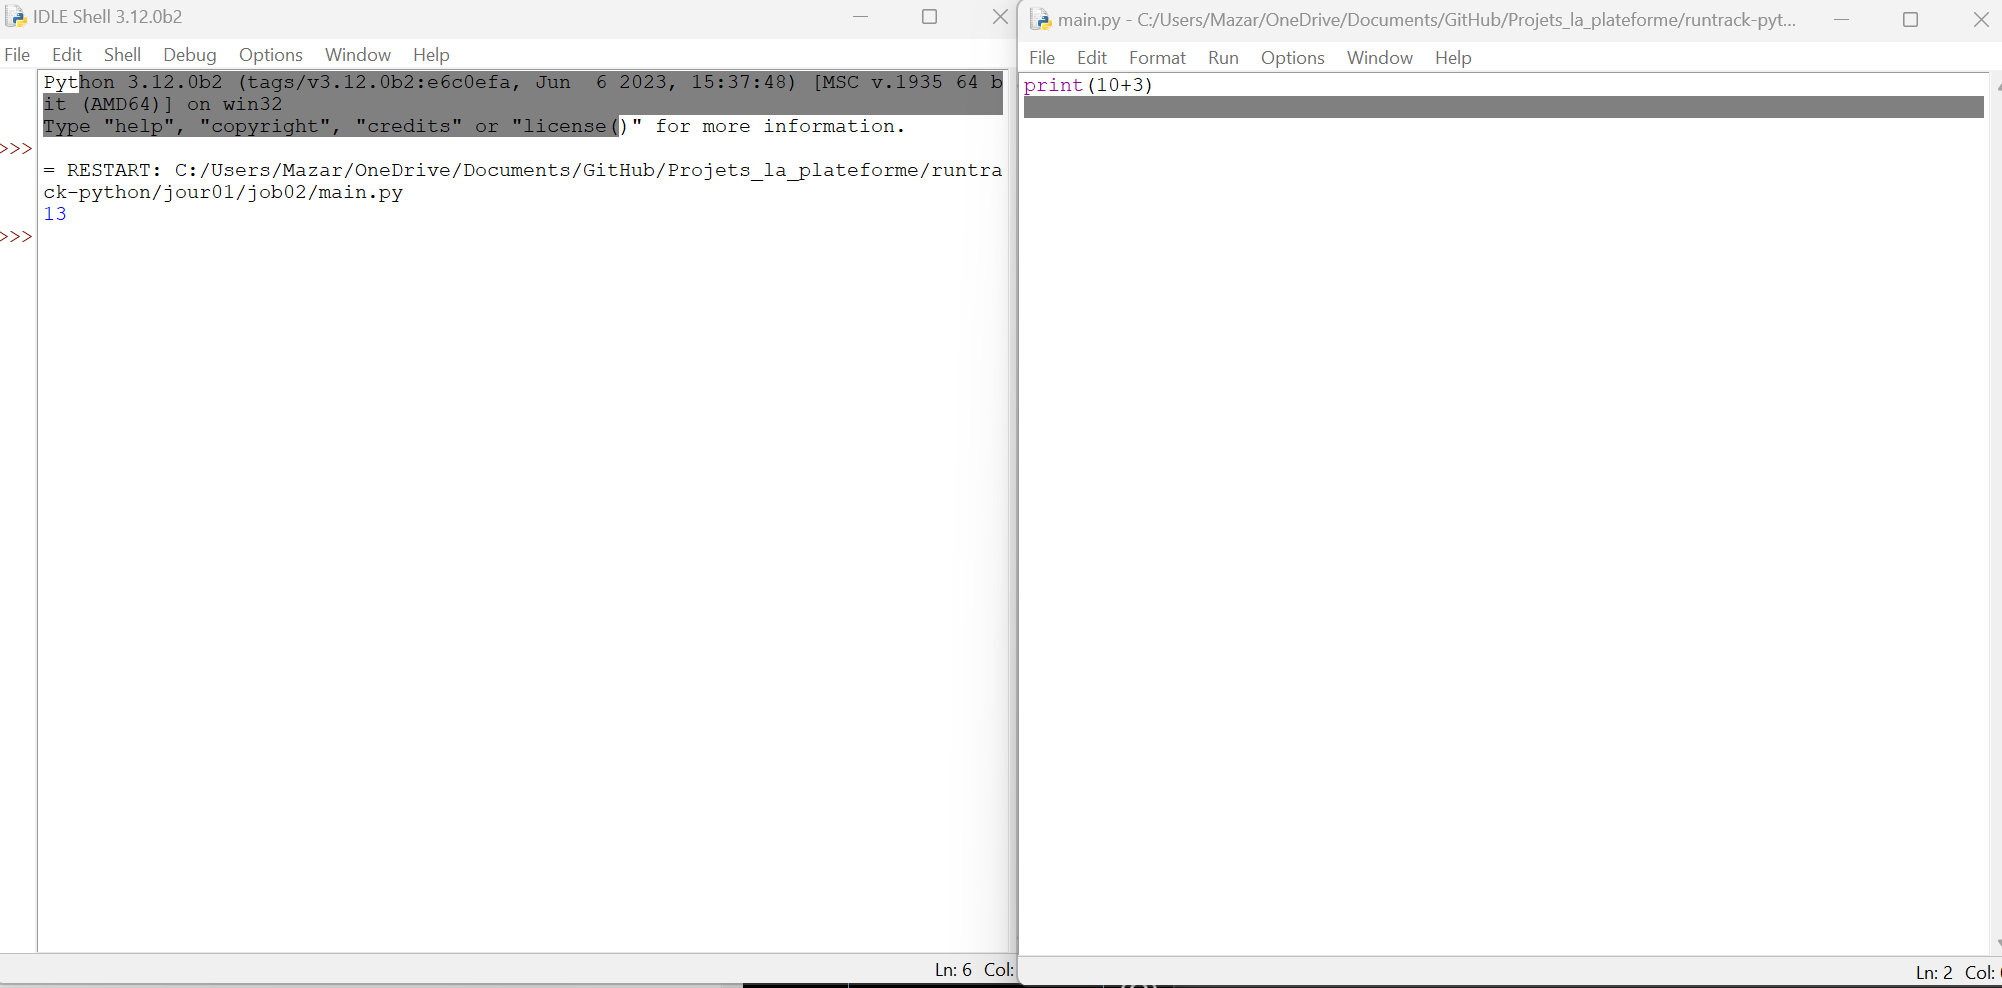 IDLE Shell 3.12.0b2
File Edit Shell Debug Options Window Help
Python 3.12.0b2 (tags/v3.12.0b2:e6c0efa, Jun  6 2023, 15:37:48) [MSC v.1935 64 b
it (AMD64)] on win32
Type "help", "copyright", "credits" or "license()" for more information.
>>>
= RESTART: C:/Users/Mazar/OneDrive/Documents/GitHub/Projets_la_plateforme/runtra
ck-python/jour01/job02/main.py
13
>>>
Ln: 6 Col:
main.py - C:/Users/Mazar/OneDrive/Documents/GitHub/Projets_la_plateforme/runtrack-pyt...
File Edit Format Run Options Window Help
print(10+3)
Ln: 2 Col: